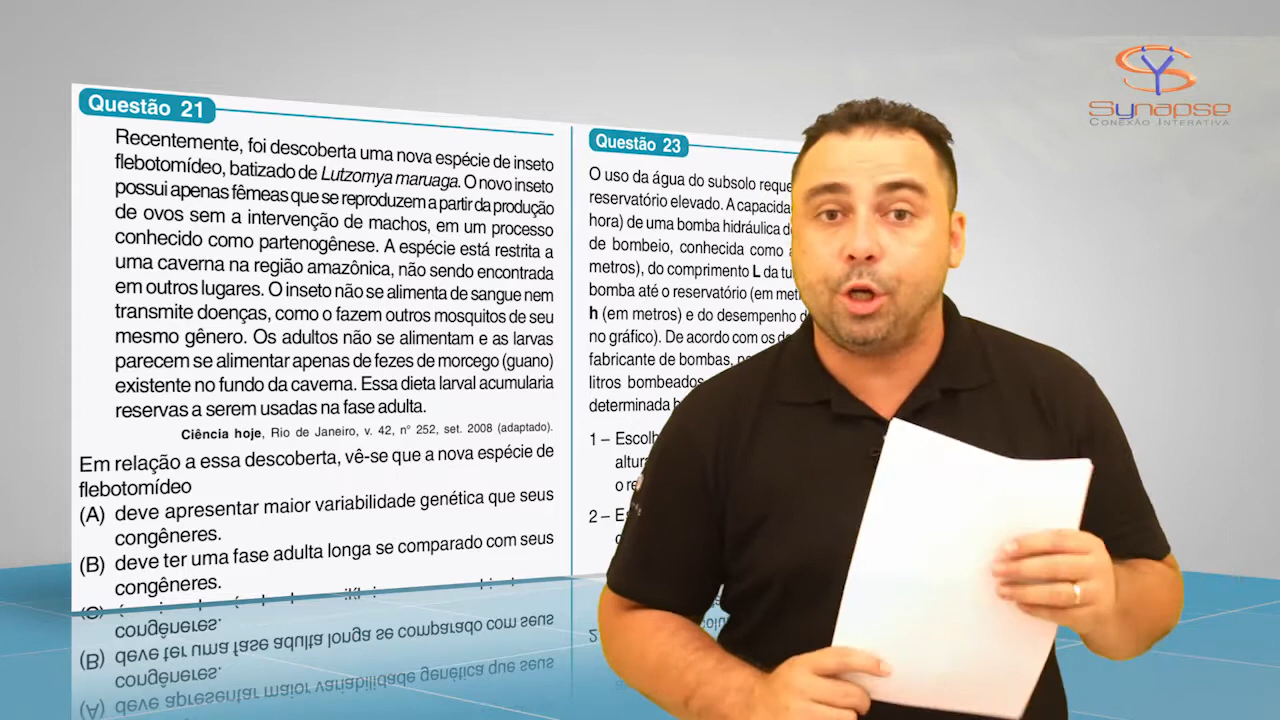 Questão 21
Recentemente, foi descoberta uma nova espécie de inseto
flebotomídeo, batizado de Lutzomya maruaga. O novo inseto
possui apenas fêmeas que se reproduzem a partir da produção
de ovos sem a intervenção de machos, em um processo
conhecido como partenogênese. A espécie está restrita a
uma caverna na região amazônica, não sendo encontrada
em outros lugares. O inseto não se alimenta de sangue nem
transmite doenças, como o fazem outros mosquitos de seu
mesmo gênero. Os adultos não se alimentam e as larvas
parecem se alimentar apenas de fezes de morcego (guano)
existente no fundo da caverna. Essa dieta larval acumularia
reservas a serem usadas na fase adulta.
Ciência hoje, Rio de Janeiro, v. 42, n° 252, set. 2008 (adaptado).
Em relação a essa descoberta, vê-se que a nova espécie de
flebotomídeo
(A) deve apresentar maior variabilidade genética que seus
congêneres.
(B) deve ter uma fase adulta longa se comparado com seus
congêneres.
Questão 23
O uso da água do subsolo
reservatório elevado. A
hora) de uma bomba hidráulica
de bombeio, conhecida como
metros), do comprimento L da
bomba até o reservatório (em
h (em metros) e do desempenho
no gráfico). De acordo com os
fabricante de bombas,
litros bombeados
determinada
1 –
2 –
Synapse
Conexão Interativa